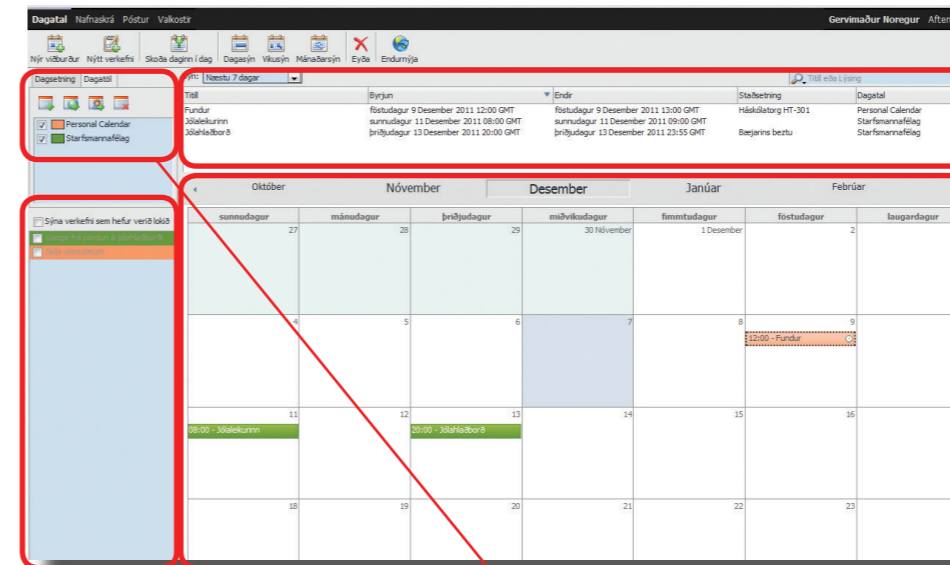 Dagatal Nafnaskrá Póstur Valkostir Gervimaður Noregur
Nýr viðburður Nýtt verkefni Skoða daginn í dag Dagasýn Vikusýn Mánaðarsýn Eyða Endurnýja
Dagsetning Dagatöl
Næstu 7 dagar Titill eða Lýsing
Titill Byrjun Endir Staðsetning Dagatal
Fundur föstudagur 9 Desember 2011 12:00 GMT föstudagur 9 Desember 2011 13:00 GMT Háskólatorg HT-301 Personal Calendar
Jólaleikurinn sunnudagur 11 Desember 2011 08:00 GMT sunnudagur 11 Desember 2011 09:00 GMT Starfsmannafélag
Jólahlaðborð þriðjudagur 13 Desember 2011 20:00 GMT þriðjudagur 13 Desember 2011 23:55 GMT Bæjarins beztu Starfsmannafélag
Personal Calendar
Starfsmannafélag
Október Nóvember Desember Janúar Febrúar
Sýna verkefni sem hefur verið lokið
sunnudagur mánudagur þriðjudagur miðvikudagur fimmtudagur föstudagur laugardagur
27 28 29 30 Nóvember 1 Desember 2
4 5 6 7 8 9
12:00 - Fundur
11 12 13 14 15 16
08:00 - Jólaleikurinn 20:00 - Jólahlaðborð
18 19 20 21 22 23